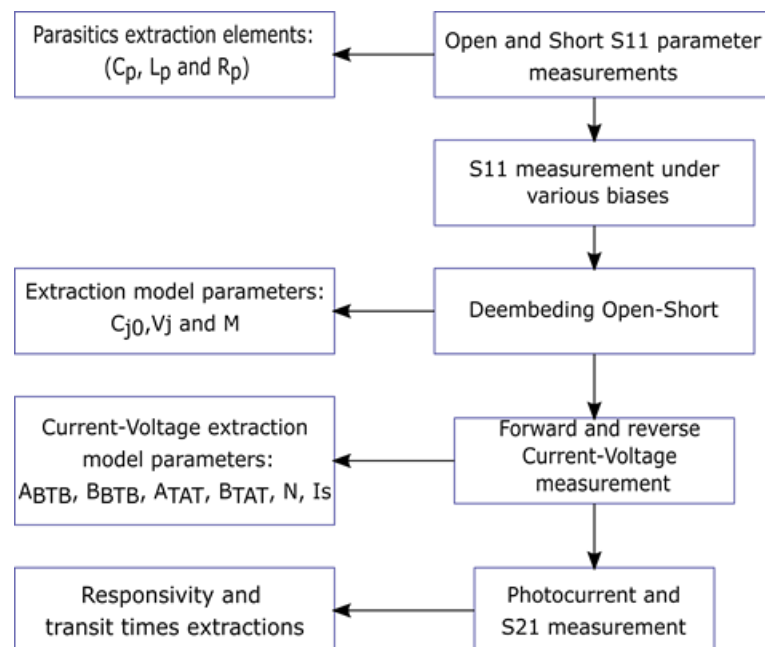 Parasitics extraction elements:
(Cp, Lp and Rp)
Open and Short S11 parameter
measurements
S11 measurement under
various biases
Extraction model parameters:
Cj0,Vj and M
Deembeding Open-Short
Current-Voltage extraction
model parameters:
ABTB, BBTB, ATAT, BTAT, N, Is
Forward and reverse
Current-Voltage
measurement
Responsivity and
transit times extractions
Photocurrent and
S21 measurement